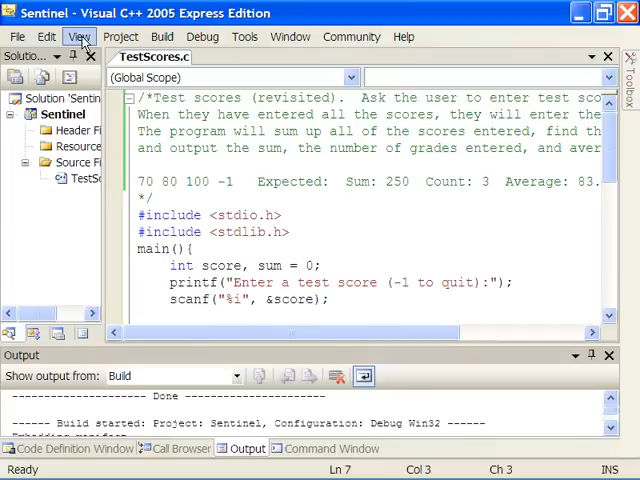 Sentinel - Visual C++ 2005 Express Edition
File Edit View Project Build Debug Tools Window Community Help
Solutio...
TestScores.c
(Global Scope)
Toolbox
Solution 'Sentin
Sentinel
Header Fi
Resource
Source Fi
TestSc
/*Test scores (revisited). Ask the user to enter test sco
When they have entered all the scores, they will enter the
The program will sum up all of the scores entered, find th
and output the sum, the number of grades entered, and aver
70 80 100 -1 Expected: Sum: 250 Count: 3 Average: 83.
*/
#include <stdio.h>
#include <stdlib.h>
main(){
int score, sum = 0;
printf("Enter a test score (-1 to quit):");
scanf("%i", &score);
Output
Show output from: Build
-------------------- Done --------------------
------ Build started: Project: Sentinel, Configuration: Debug Win32 ------
Embedding manifest
Code Definition Window Call Browser Output Command Window
Ready Ln 7 Col 3 Ch 3 INS